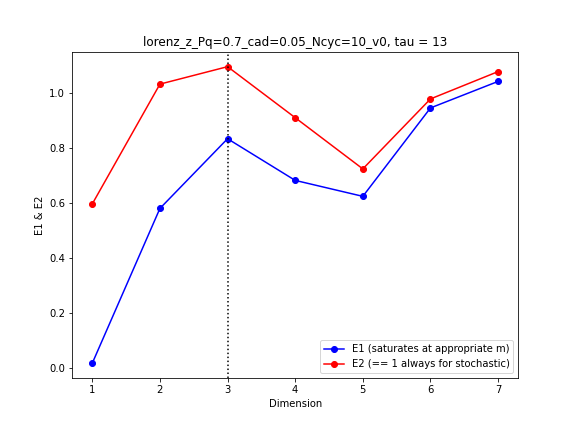 lorenz_z_Pq=0.7_cad=0.05_Ncyc=10_v0, tau = 13
E1 & E2
1.0
0.8
0.6
0.4
0.2
0.0
E1 (saturates at appropriate m)
E2 (== 1 always for stochastic)
1 2 3 4 5 6 7
Dimension